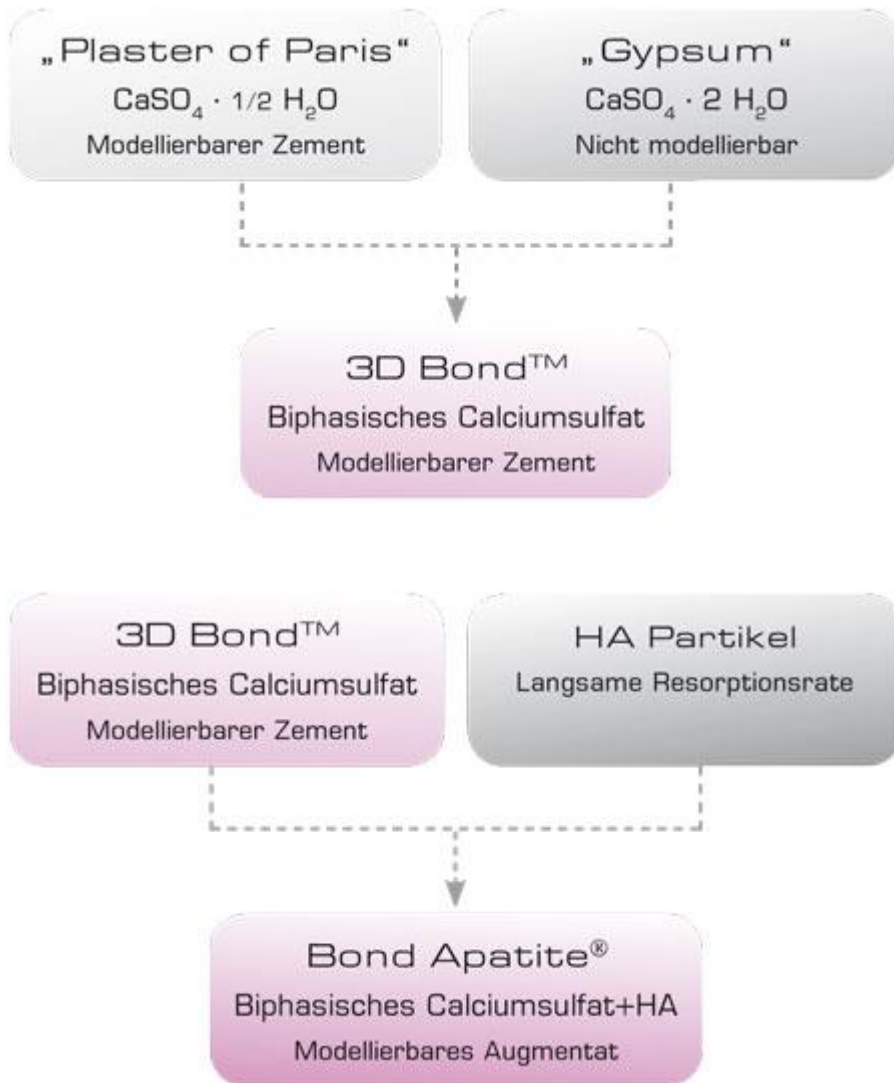 „Plaster of Paris“
CaSO₄ · 1/2 H₂O
Modellierbarer Zement
„Gypsum“
CaSO₄ · 2 H₂O
Nicht modellierbar
3D Bond™
Biphasisches Calciumsulfat
Modellierbarer Zement
3D Bond™
Biphasisches Calciumsulfat
Modellierbarer Zement
HA Partikel
Langsame Resorptionsrate
Bond Apatite®
Biphasisches Calciumsulfat+HA
Modellierbares Augmentat